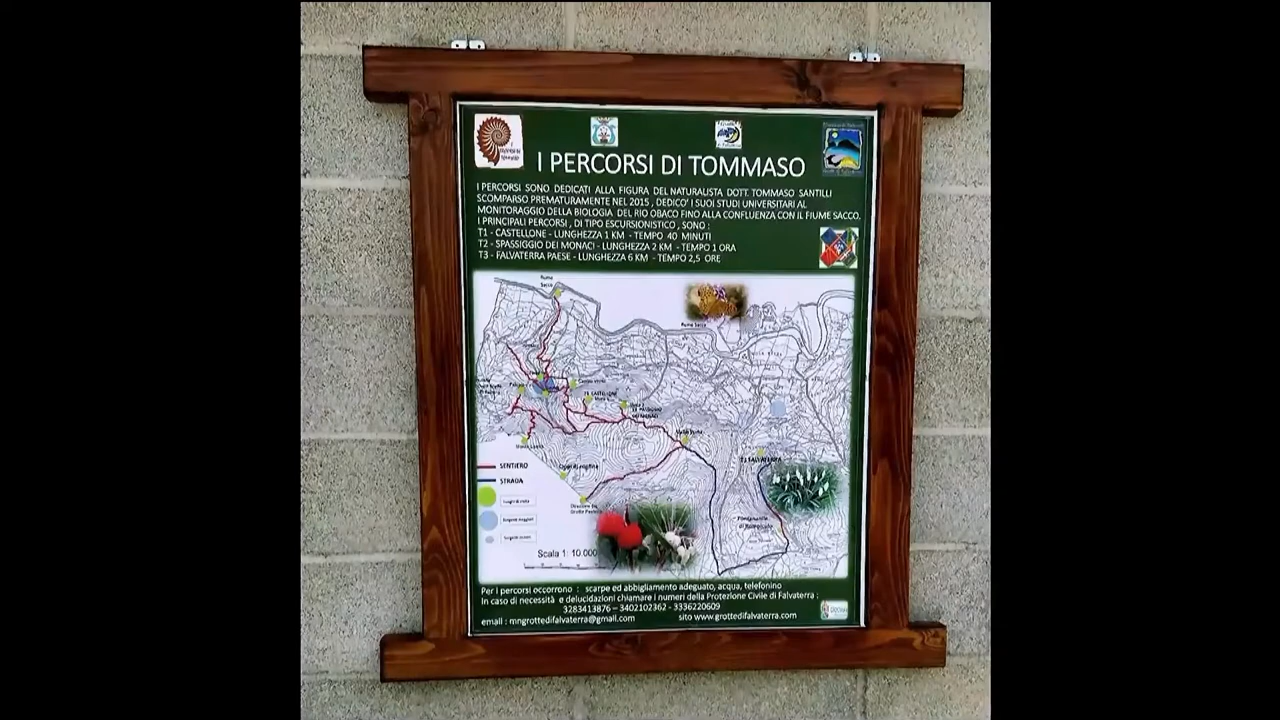 I PERCORSI DI TOMMASO
I PERCORSI SONO DEDICATI ALLA FIGURA DEL NATURALISTA DOTT. TOMMASO SANTILLI
SCOMPARSO PREMATURAMENTE NEL 2015 , DEDICO' I SUOI STUDI UNIVERSITARI AL
MONITORAGGIO DELLA BIOLOGIA DEL RIO OBACO FINO ALLA CONFLUENZA CON IL FIUME SACCO.
I PRINCIPALI PERCORSI , DI TIPO ESCURSIONISTICO , SONO :
T1 - CASTELLONE - LUNGHEZZA 1 KM - TEMPO 40 MINUTI
T2 - SPASSIGGIO DEI MONACI - LUNGHEZZA 2 KM - TEMPO 1 ORA
T3 - FALVATERRA PAESE - LUNGHEZZA 6 KM - TEMPO 2,5 ORE
Fiume
Sacco
Fiume Sacco
SENTIERO
STRADA
Scala 1: 10.000
Per i percorsi occorrono : scarpe ed abbigliamento adeguato, acqua, telefonino
In caso di necessità e delucidazioni chiamare i numeri della Protezione Civile di Falvaterra :
3283413876 – 3402102362 - 3336220609
email : mngrottedifalvaterra@gmail.com sito www.grottedifalvaterra.com